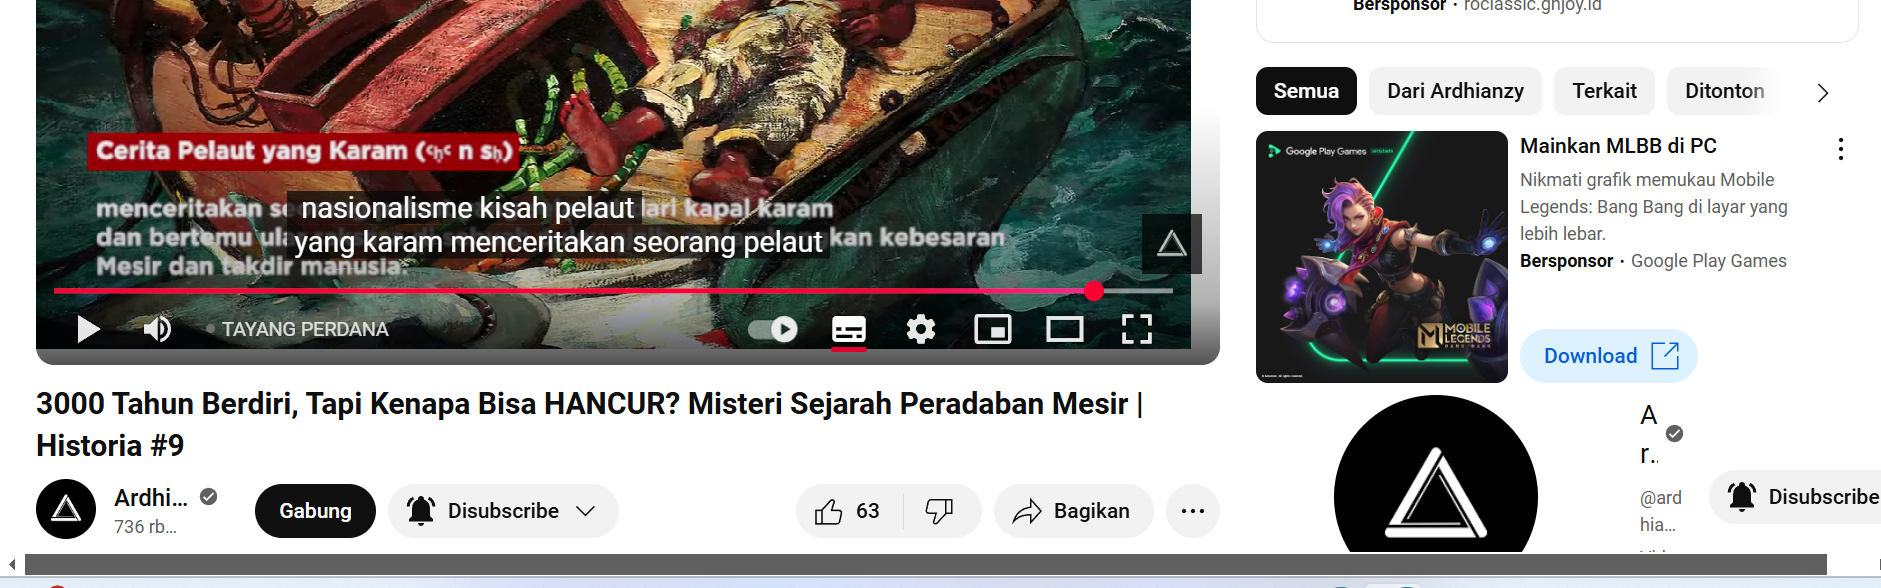 Bersponsor · roclassic.gnjoy.id
Cerita Pelaut yang Karam
menceritakan
nasionalisme kisah pelaut
kapal karam
dan bertemu
yang karam menceritakan seorang pelaut
kan kebesaran
Mesir dan takdir manusia.
TAYANG PERDANA
3000 Tahun Berdiri, Tapi Kenapa Bisa HANCUR? Misteri Sejarah Peradaban Mesir |
Historia #9
Ardhi...
736 rb...
Gabung
Disubscribe
63
Bagikan
Semua
Dari Ardhianzy
Terkait
Ditonton
Google Play Games
MOBILE
LEGENDS
BANG BANG
Mainkan MLBB di PC
Nikmati grafik memukau Mobile
Legends: Bang Bang di layar yang
lebih lebar.
Bersponsor · Google Play Games
Download
A
r..
@ard
hia...
Disubscribe